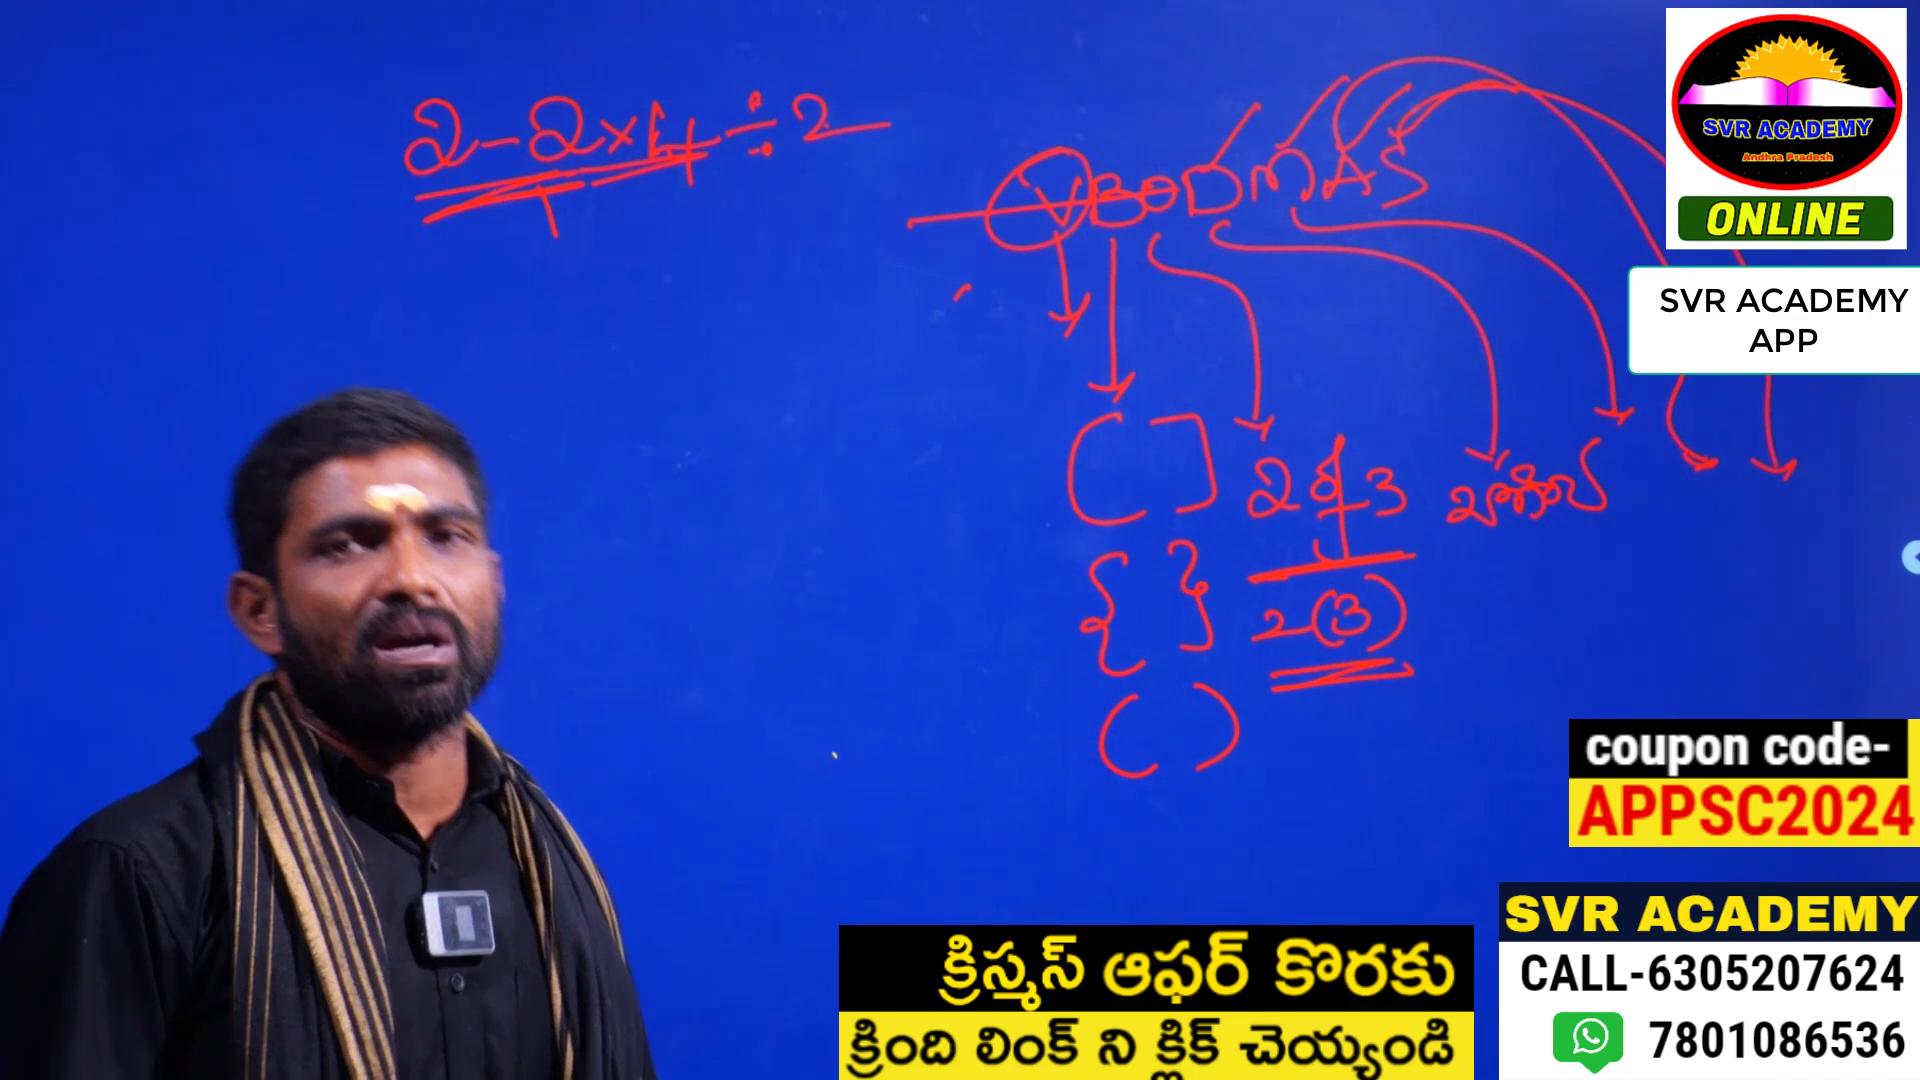 2-2×4÷2
VBODMAS
[ ]
2 of 3
{ }
2(3)
( )
SVR ACADEMY
Andhra Pradesh
ONLINE
SVR ACADEMY
APP
coupon code-
APPSC2024
SVR ACADEMY
CALL-6305207624
7801086536
క్రిస్మస్ ఆఫర్ కొరకు
క్రింది లింక్ ని క్లిక్ చెయ్యండి